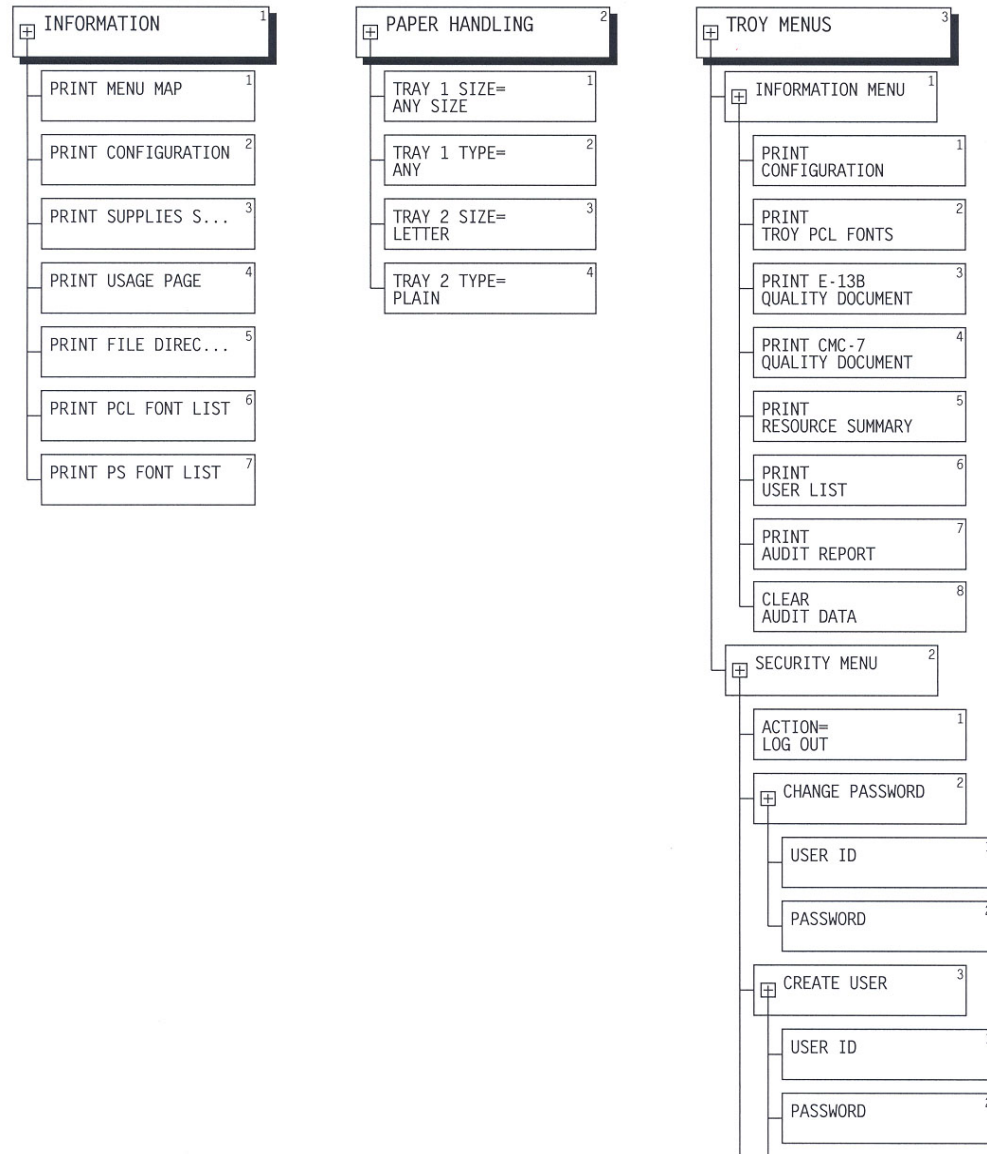 INFORMATION 1
PRINT MENU MAP 1
PRINT CONFIGURATION 2
PRINT SUPPLIES S... 3
PRINT USAGE PAGE 4
PRINT FILE DIREC... 5
PRINT PCL FONT LIST 6
PRINT PS FONT LIST 7
PAPER HANDLING 2
TRAY 1 SIZE= 1
ANY SIZE
TRAY 1 TYPE= 2
ANY
TRAY 2 SIZE= 3
LETTER
TRAY 2 TYPE= 4
PLAIN
TROY MENUS 3
INFORMATION MENU 1
PRINT 1
CONFIGURATION
PRINT 2
TROY PCL FONTS
PRINT E-13B 3
QUALITY DOCUMENT
PRINT CMC-7 4
QUALITY DOCUMENT
PRINT 5
RESOURCE SUMMARY
PRINT 6
USER LIST
PRINT 7
AUDIT REPORT
CLEAR 8
AUDIT DATA
SECURITY MENU 2
ACTION= 1
LOG OUT
CHANGE PASSWORD 2
USER ID
PASSWORD
CREATE USER 3
USER ID
PASSWORD